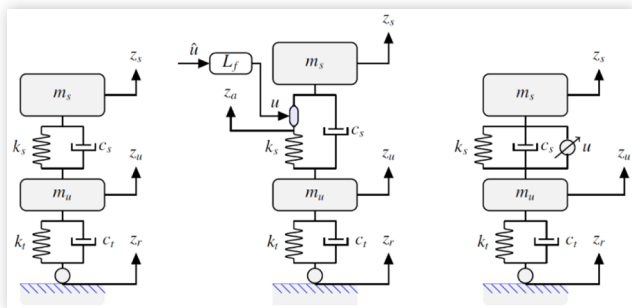 z_s
m_s
k_s
c_s
z_u
m_u
k_t
c_t
z_r
û
L_f
z_s
m_s
u
z_a
c_s
k_s
z_u
m_u
k_t
c_t
z_r
z_s
m_s
k_s
c_s
u
z_u
m_u
k_t
c_t
z_r